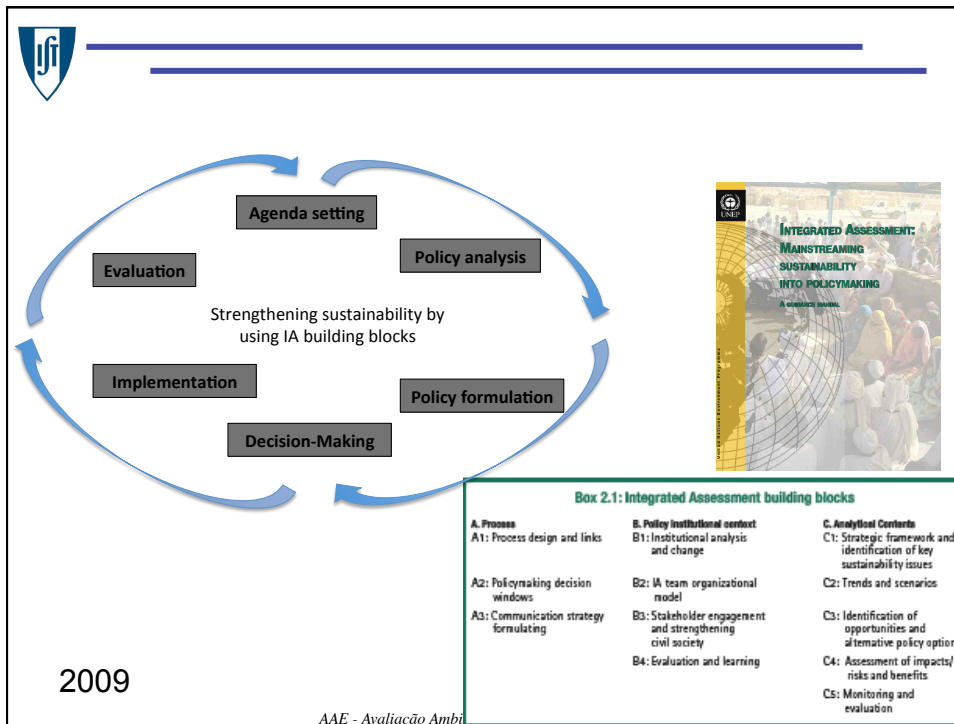 IST
Agenda setting
Evaluation
Policy analysis
Strengthening sustainability by
using IA building blocks
Implementation
Policy formulation
Decision-Making
UNEP
INTEGRATED ASSESSMENT:
MAINSTREAMING
SUSTAINABILITY
INTO POLICYMAKING
A GUIDANCE MANUAL
United Nations Environment Programme
Box 2.1: Integrated Assessment building blocks
A. Process
A1: Process design and links
A2: Policymaking decision
windows
A3: Communication strategy
formulating
B. Policy institutional context
B1: Institutional analysis
and change
B2: IA team organizational
model
B3: Stakeholder engagement
and strengthening
civil society
B4: Evaluation and learning
C. Analytical Contents
C1: Strategic framework and
identification of key
sustainability issues
C2: Trends and scenarios
C3: Identification of
opportunities and
alternative policy option
C4: Assessment of impacts/
risks and benefits
C5: Monitoring and
evaluation
2009
AAE - Avaliação Ambi